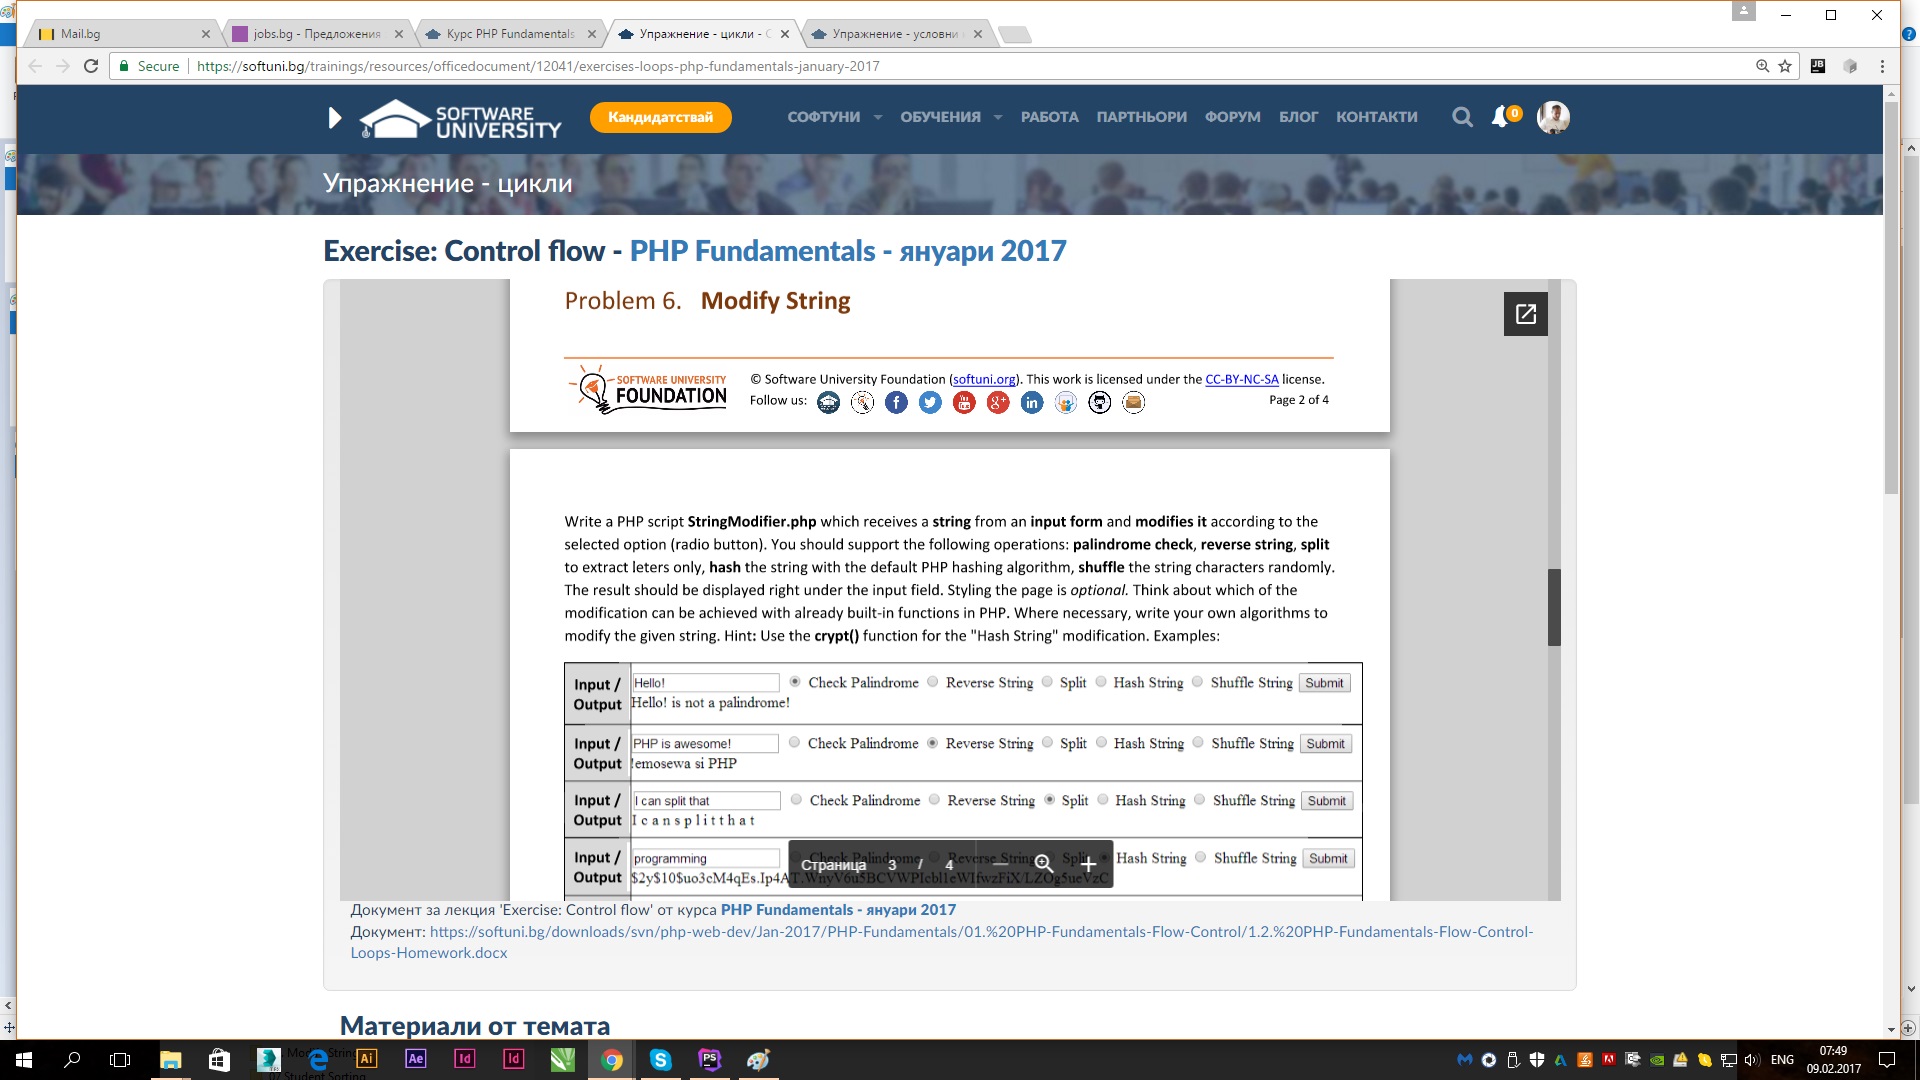 Mail.bg
jobs.bg - Предложения
Курс PHP Fundamentals
Упражнение - цикли - С
Упражнение - условни
Secure https://softuni.bg/trainings/resources/officedocument/12041/exercises-loops-php-fundamentals-january-2017
SOFTWARE UNIVERSITY
Кандидатствай
СОФТУНИ ОБУЧЕНИЯ РАБОТА ПАРТНЬОРИ ФОРУМ БЛОГ КОНТАКТИ 0
Упражнение - цикли
Exercise: Control flow - PHP Fundamentals - януари 2017
Problem 6. Modify String
SOFTWARE UNIVERSITY
FOUNDATION
© Software University Foundation (softuni.org). This work is licensed under the CC-BY-NC-SA license.
Follow us:
Page 2 of 4
Write a PHP script StringModifier.php which receives a string from an input form and modifies it according to the
selected option (radio button). You should support the following operations: palindrome check, reverse string, split
to extract leters only, hash the string with the default PHP hashing algorithm, shuffle the string characters randomly.
The result should be displayed right under the input field. Styling the page is optional. Think about which of the
modification can be achieved with already built-in functions in PHP. Where necessary, write your own algorithms to
modify the given string. Hint: Use the crypt() function for the "Hash String" modification. Examples:
Input / Hello! Check Palindrome Reverse String Split Hash String Shuffle String Submit
Output Hello! is not a palindrome!
Input / PHP is awesome! Check Palindrome Reverse String Split Hash String Shuffle String Submit
Output !emosewa si PHP
Input / I can split that Check Palindrome Reverse String Split Hash String Shuffle String Submit
Output I c a n s p l i t t h a t
Input / programming Check Palindrome Reverse String Split Hash String Shuffle String Submit
Output
Страница 3 / 4
Документ за лекция 'Exercise: Control flow' от курса PHP Fundamentals - януари 2017
Документ: https://softuni.bg/downloads/svn/php-web-dev/Jan-2017/PHP-Fundamentals/01.%20PHP-Fundamentals-Flow-Control/1.2.%20PHP-Fundamentals-Flow-Control-
Loops-Homework.docx
Материали от темата
ENG
07:49
09.02.2017